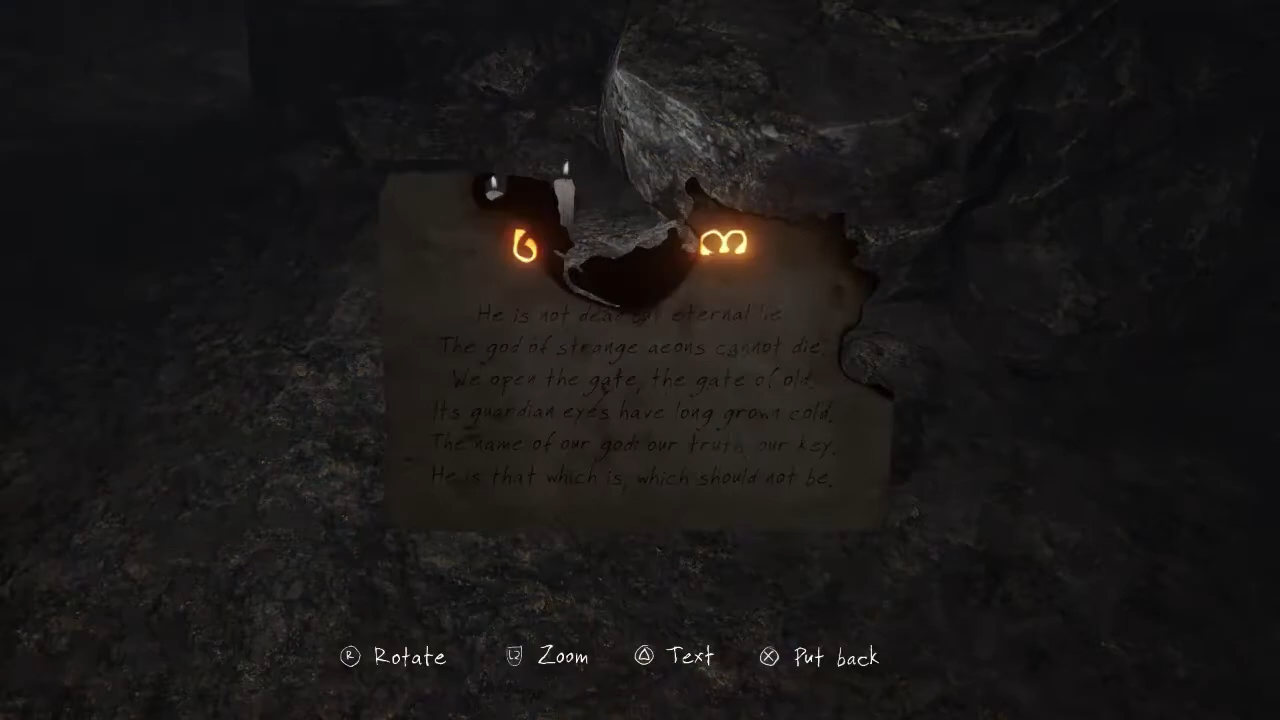 He is not dead eternal lie
The god of strange aeons cannot die.
We open the gate, the gate of old.
Its guardian eyes have long grown cold.
The name of our god: our truth, our key.
He is that which is, which should not be.
R Rotate L2 Zoom Text Put back